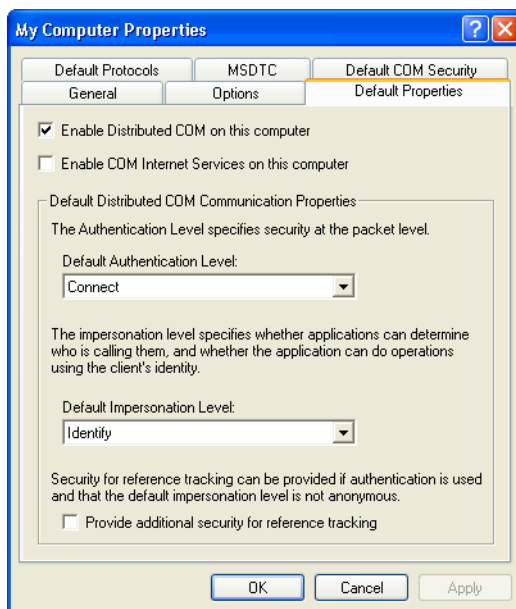 My Computer Properties
Default Protocols MSDTC Default COM Security
General Options Default Properties
Enable Distributed COM on this computer
Enable COM Internet Services on this computer
Default Distributed COM Communication Properties
The Authentication Level specifies security at the packet level.
Default Authentication Level:
Connect
The impersonation level specifies whether applications can determine
who is calling them, and whether the application can do operations
using the client's identity.
Default Impersonation Level:
Identify
Security for reference tracking can be provided if authentication is used
and that the default impersonation level is not anonymous.
Provide additional security for reference tracking
OK Cancel Apply